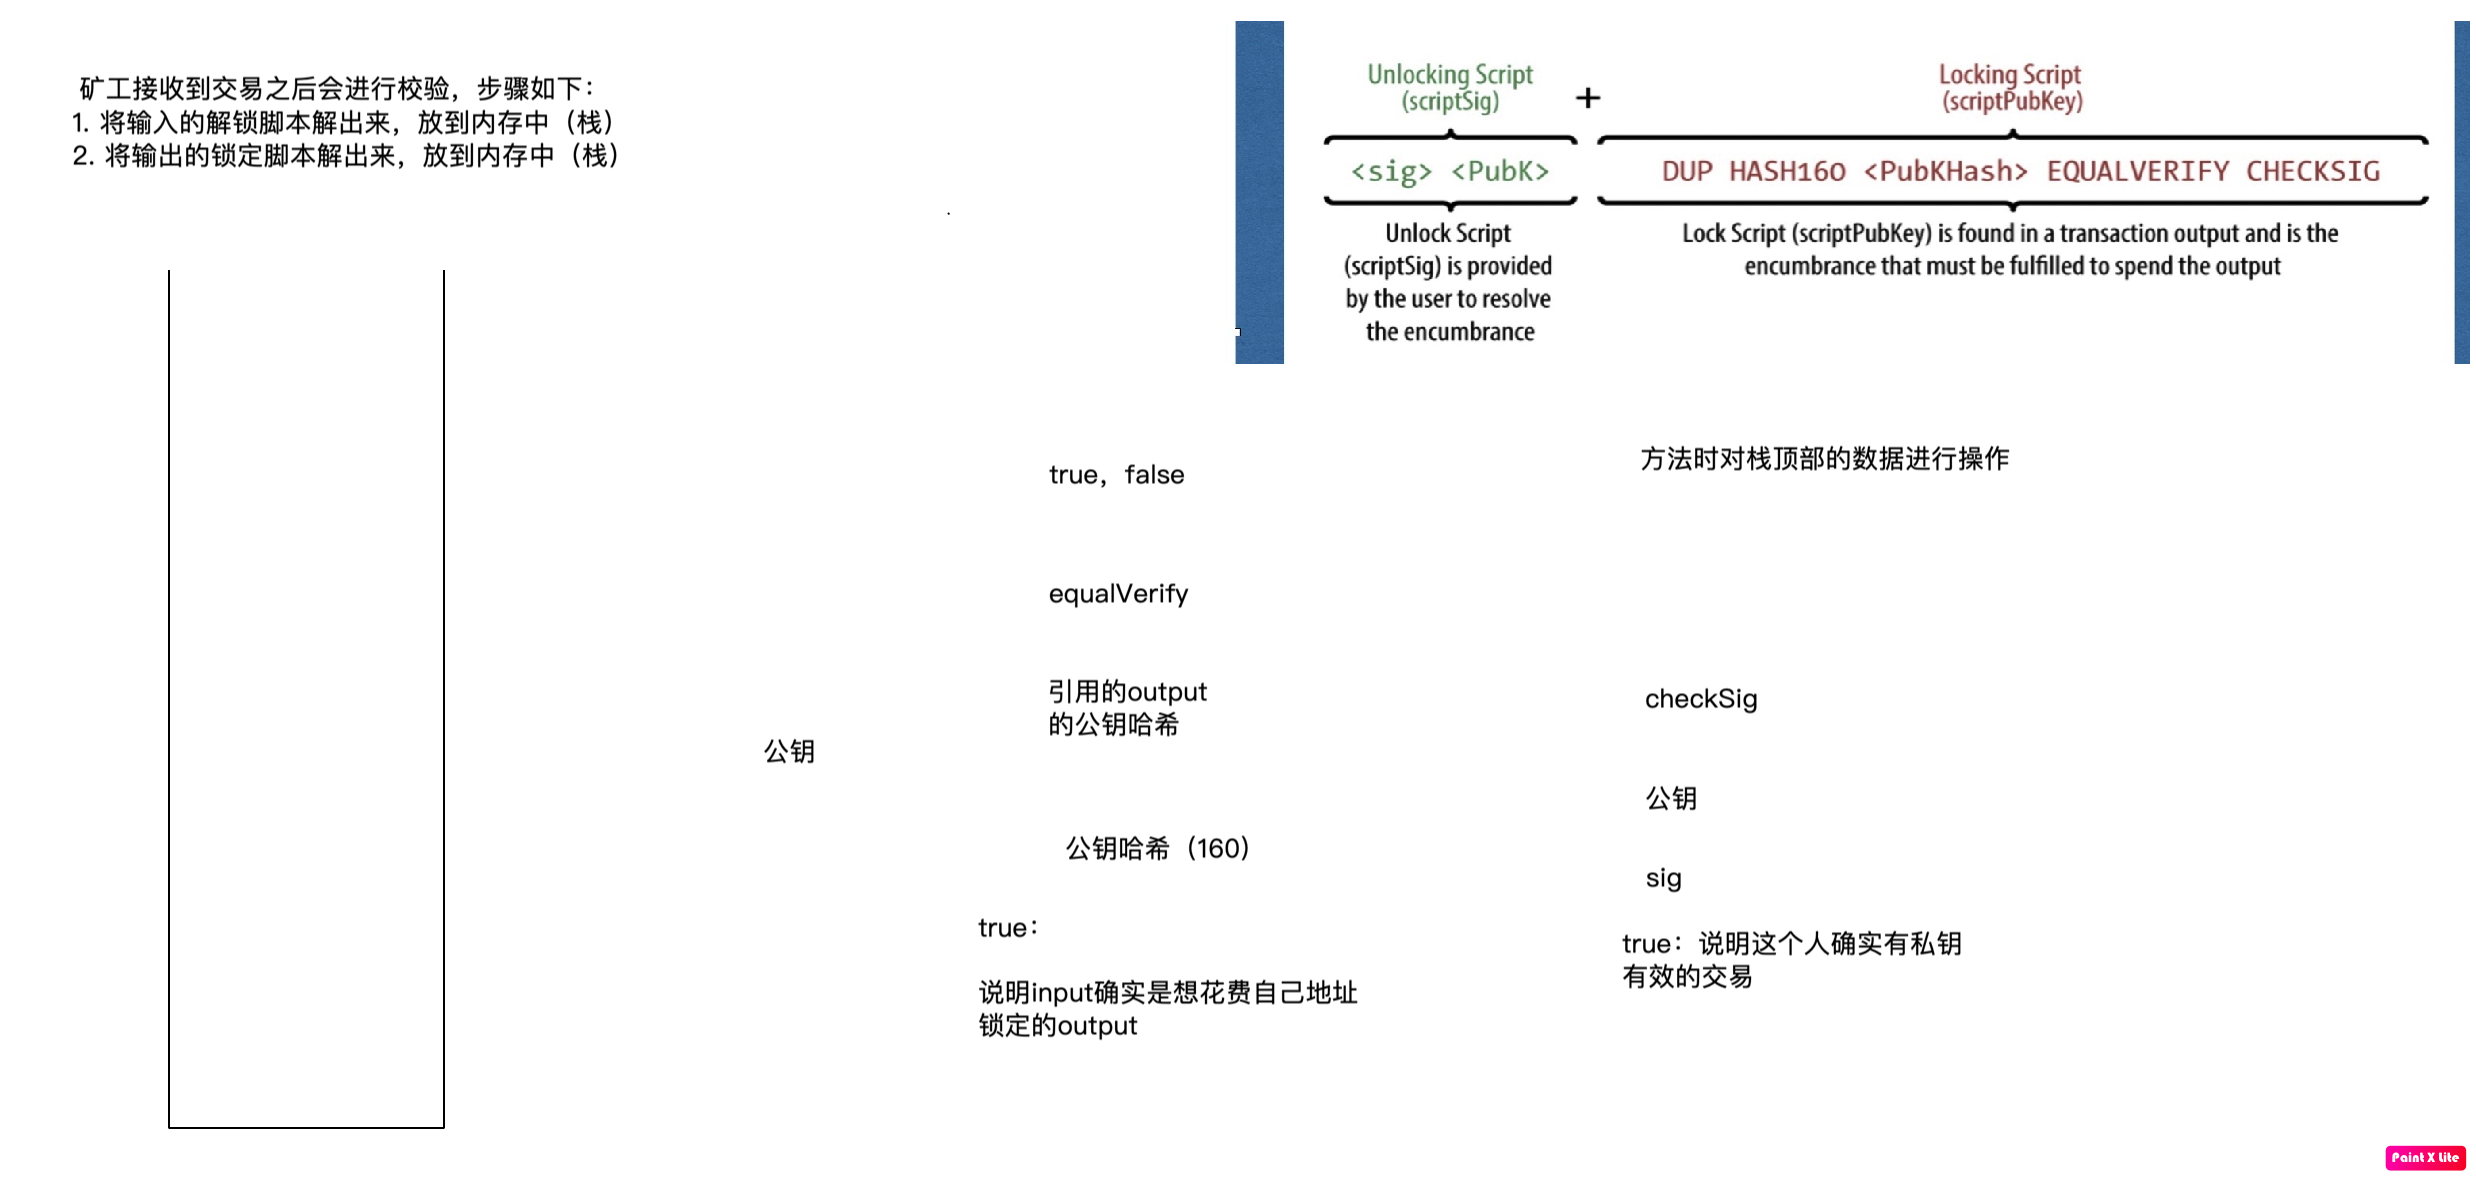 矿工接收到交易之后会进行校验，步骤如下：
1. 将输入的解锁脚本解出来，放到内存中（栈）
2. 将输出的锁定脚本解出来，放到内存中（栈）
Unlocking Script
(scriptSig)
+
Locking Script
(scriptPubKey)
<sig> <PubK>
DUP HASH160 <PubKHash> EQUALVERIFY CHECKSIG
Unlock Script
(scriptSig) is provided
by the user to resolve
the encumbrance
Lock Script (scriptPubKey) is found in a transaction output and is the
encumbrance that must be fulfilled to spend the output
true，false
equalVerify
引用的output
的公钥哈希
公钥
公钥哈希（160）
true：
说明input确实是想花费自己地址
锁定的output
方法时对栈顶部的数据进行操作
checkSig
公钥
sig
true：说明这个人确实有私钥
有效的交易
Paint X Lite